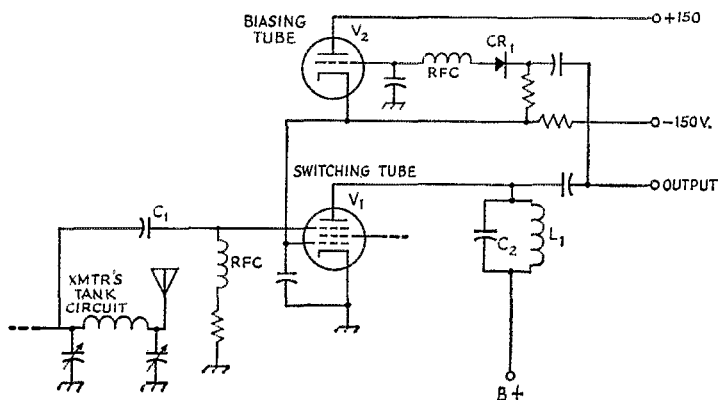 BIASING
TUBE
V2
+150
CR1
RFC
-150V.
SWITCHING TUBE
V1
OUTPUT
C1
RFC
C2
L1
XMTR'S
TANK
CIRCUIT
B+